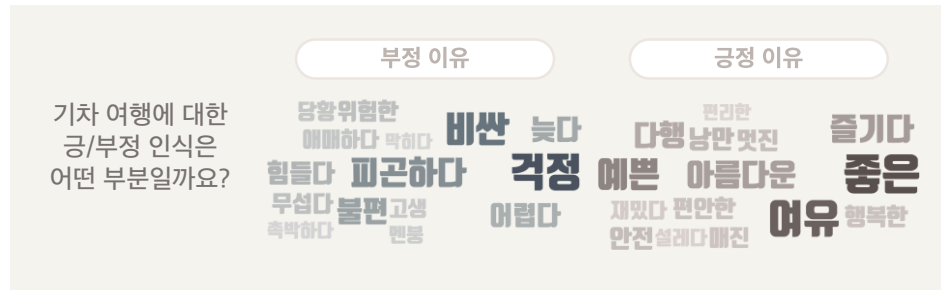 기차 여행에 대한
긍/부정 인식은
어떤 부분일까요?
부정 이유
당황 위험한
애매하다 막히다 비싼 늦다
힘들다 피곤하다 걱정
무섭다 불편 고생 어렵다
촉박하다 멘붕
긍정 이유
편리한
다행 낭만 멋진 즐기다
예쁜 아름다운 좋은
재밌다 편안한 여유 행복한
안전 설레다 매진